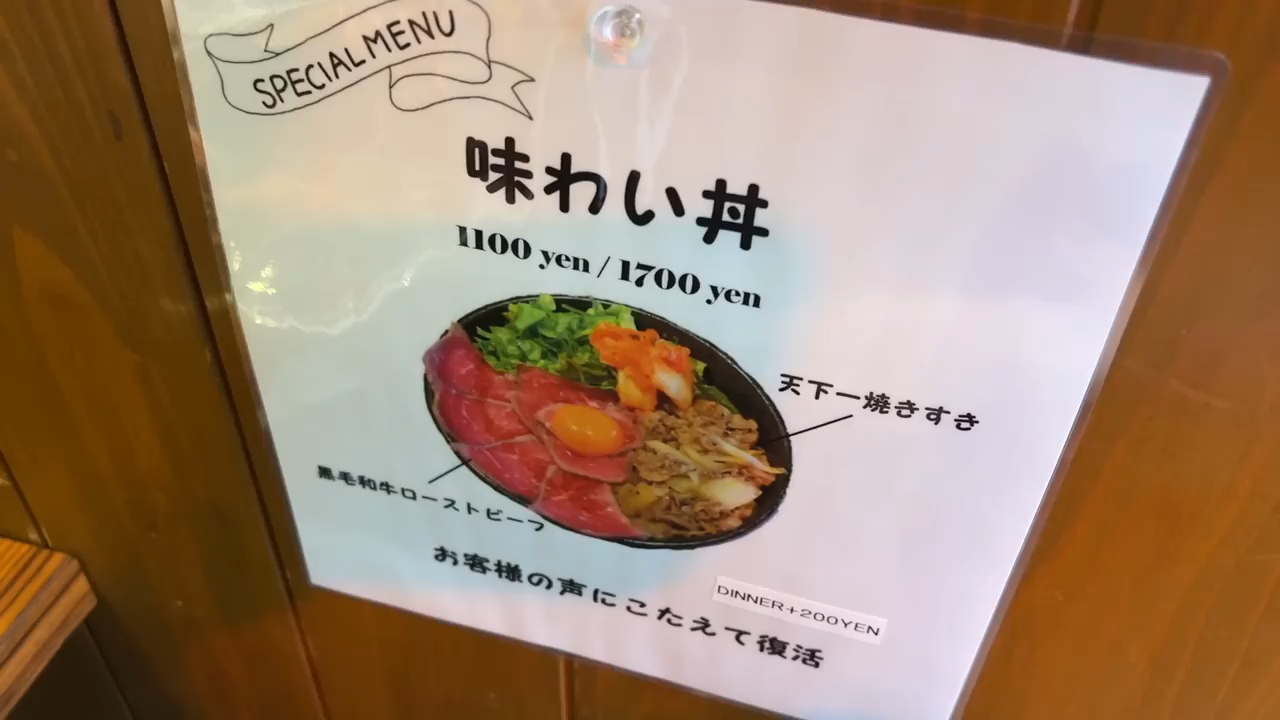 SPECIAL MENU
味わい丼
1100 yen / 1700 yen
天下一焼きすき
黒毛和牛ローストビーフ
お客様の声にこたえて復活
DINNER+200YEN